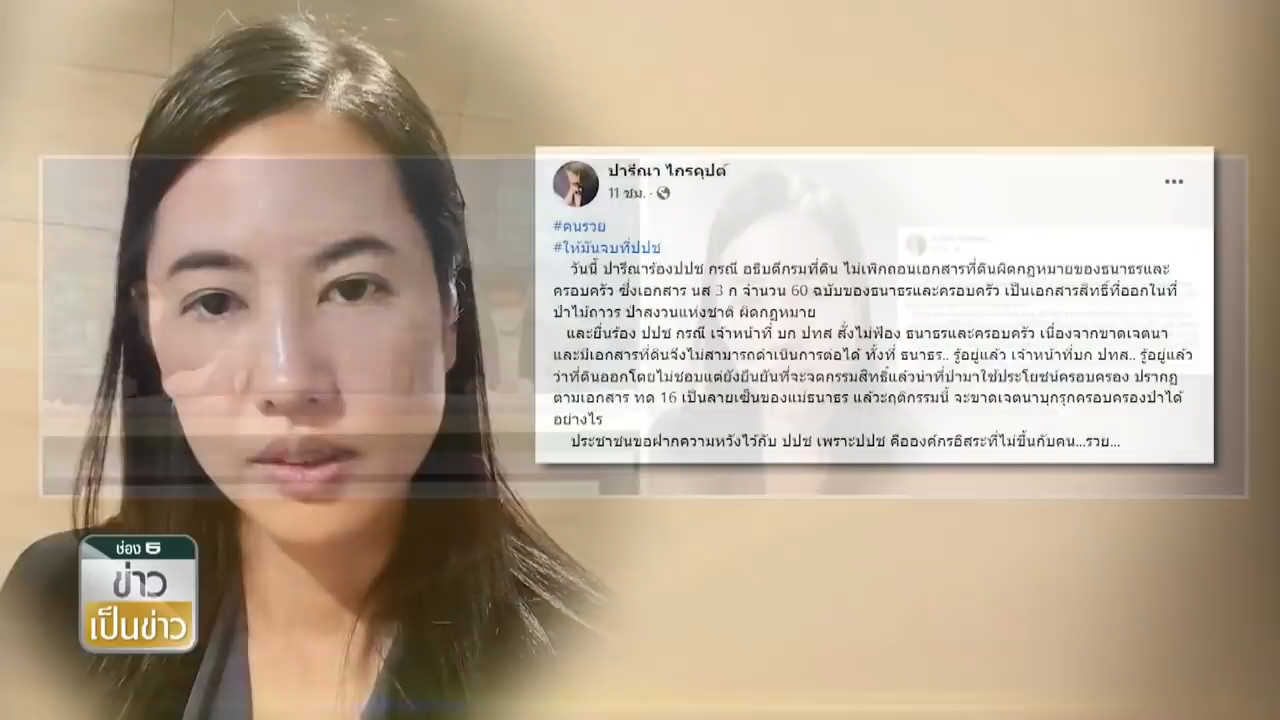 ปารีณา ไกรคุปต์
11 ชม.
#คนรวย
#ให้มันจบที่ปปช
วันนี้ ปารีณาร้องปปช กรณี อธิบดีกรมที่ดิน ไม่เพิกถอนเอกสารที่ดินผิดกฎหมายของธนาธรและ
ครอบครัว ซึ่งเอกสาร นส 3 ก จำนวน 60 ฉบับของธนาธรและครอบครัว เป็นเอกสารสิทธิ์ที่ออกในที่
ป่าไม้ถาวร ป่าสงวนแห่งชาติ ผิดกฎหมาย
และยื่นร้อง ปปช กรณี เจ้าหน้าที่ บก ปทส สั่งไม่ฟ้อง ธนาธรและครอบครัว เนื่องจากขาดเจตนา
และมีเอกสารที่ดินจึงไม่สามารถดำเนินการต่อได้ ทั้งที่ ธนาธร.. รู้อยู่แล้ว เจ้าหน้าที่บก ปทส.. รู้อยู่แล้ว
ว่าที่ดินออกโดยไม่ชอบแต่ยังยืนยันที่จะจดกรรมสิทธิ์แล้วนำที่ป่ามาใช้ประโยชน์ครอบครอง ปรากฏ
ตามเอกสาร ทด 16 เป็นลายเซ็นของแม่ธนาธร แล้วะฤติกรรมนี้ จะขาดเจตนาบุกรุกครอบครองป่าได้
อย่างไร
ประชาชนขอฝากความหวังไว้กับ ปปช เพราะปปช คือองค์กรอิสระที่ไม่ขึ้นกับคน...รวย...
ช่อง 5
ข่าว
เป็นข่าว